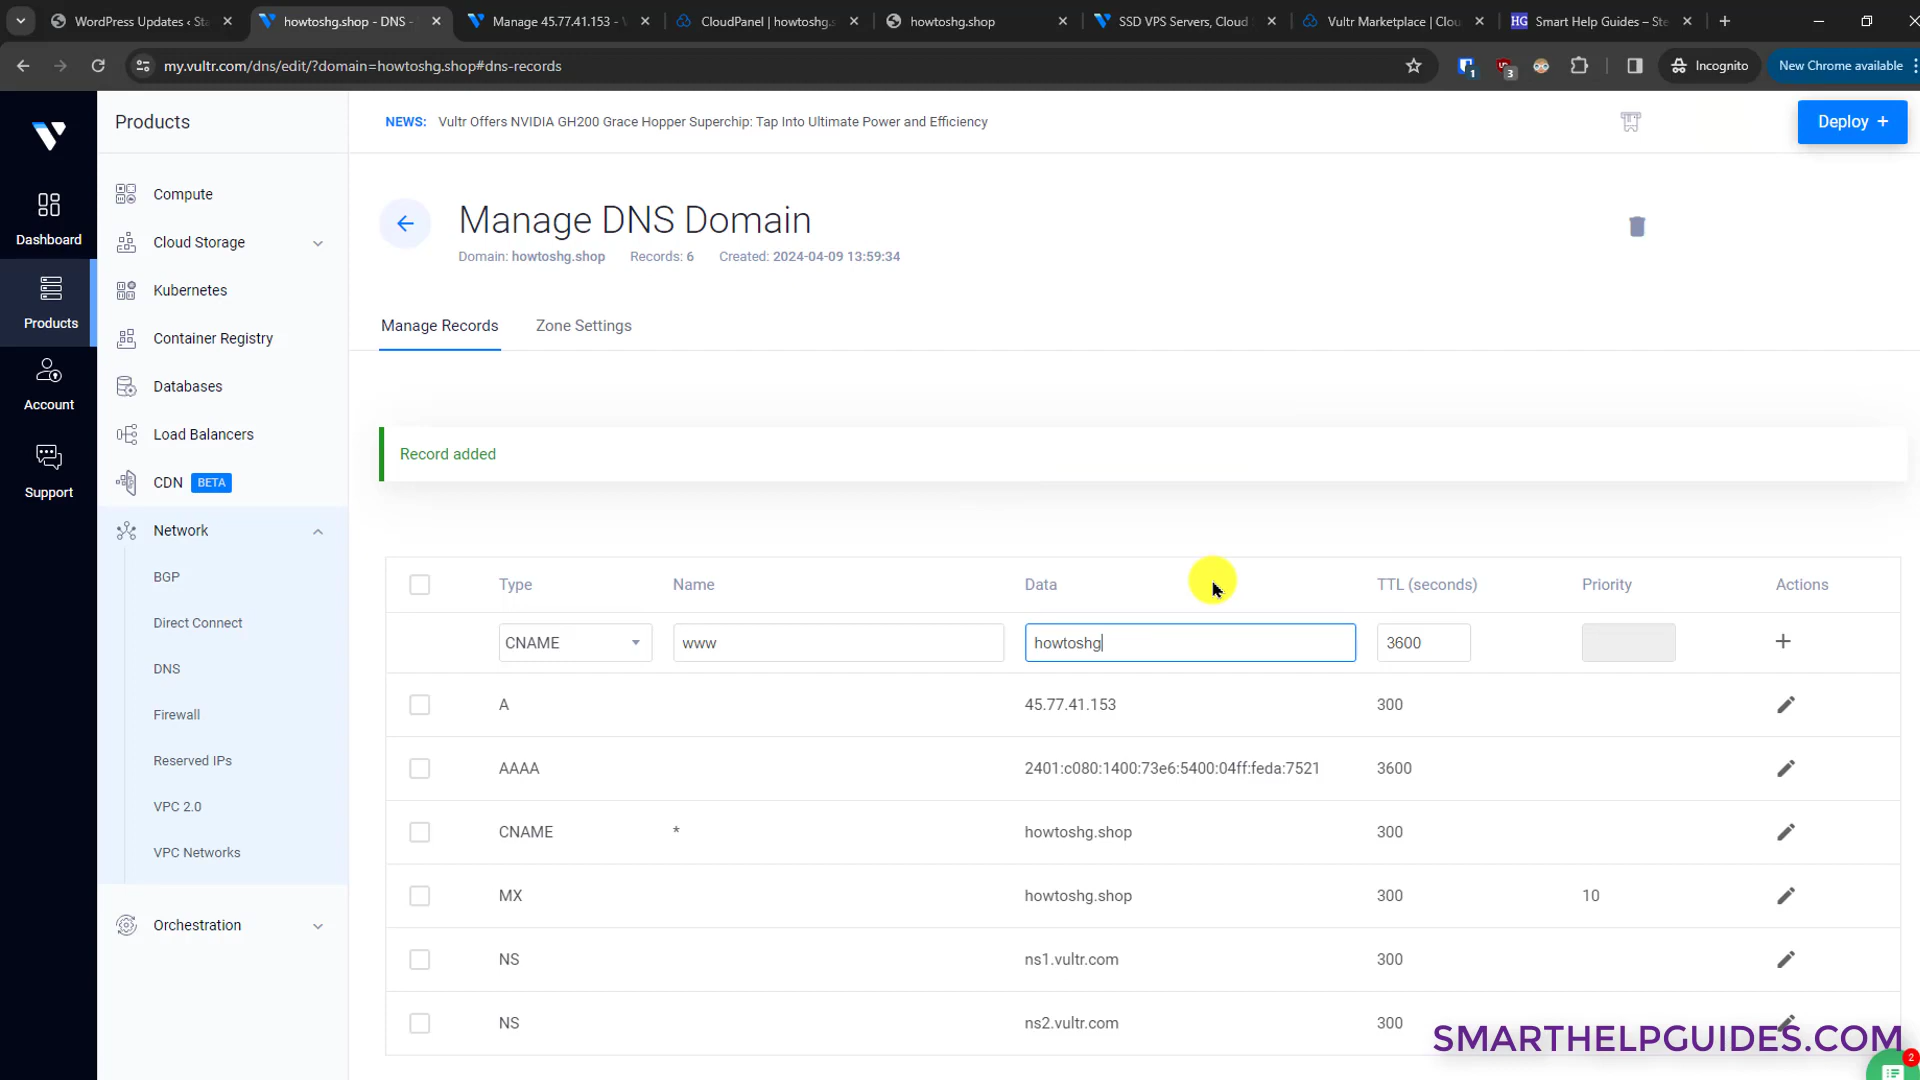 WordPress Updates ‹ Sta
howtoshg.shop - DNS -
Manage 45.77.41.153 - V
CloudPanel | howtoshg.s
howtoshg.shop
SSD VPS Servers, Cloud
Vultr Marketplace | Clou
HG Smart Help Guides – Ste
my.vultr.com/dns/edit/?domain=howtoshg.shop#dns-records
1
3
Incognito
New Chrome available
Products
NEWS: Vultr Offers NVIDIA GH200 Grace Hopper Superchip: Tap Into Ultimate Power and Efficiency
Deploy +
Dashboard
Products
Account
Support
Compute
Cloud Storage
Kubernetes
Container Registry
Databases
Load Balancers
CDN BETA
Network
BGP
Direct Connect
DNS
Firewall
Reserved IPs
VPC 2.0
VPC Networks
Orchestration
Manage DNS Domain
Domain: howtoshg.shop Records: 6 Created: 2024-04-09 13:59:34
Manage Records Zone Settings
Record added
Type Name Data TTL (seconds) Priority Actions
CNAME www howtoshg 3600 +
A 45.77.41.153 300
AAAA 2401:c080:1400:73e6:5400:04ff:feda:7521 3600
CNAME * howtoshg.shop 300
MX howtoshg.shop 300 10
NS ns1.vultr.com 300
NS ns2.vultr.com 300
SMARTHELPGUIDES.COM
2